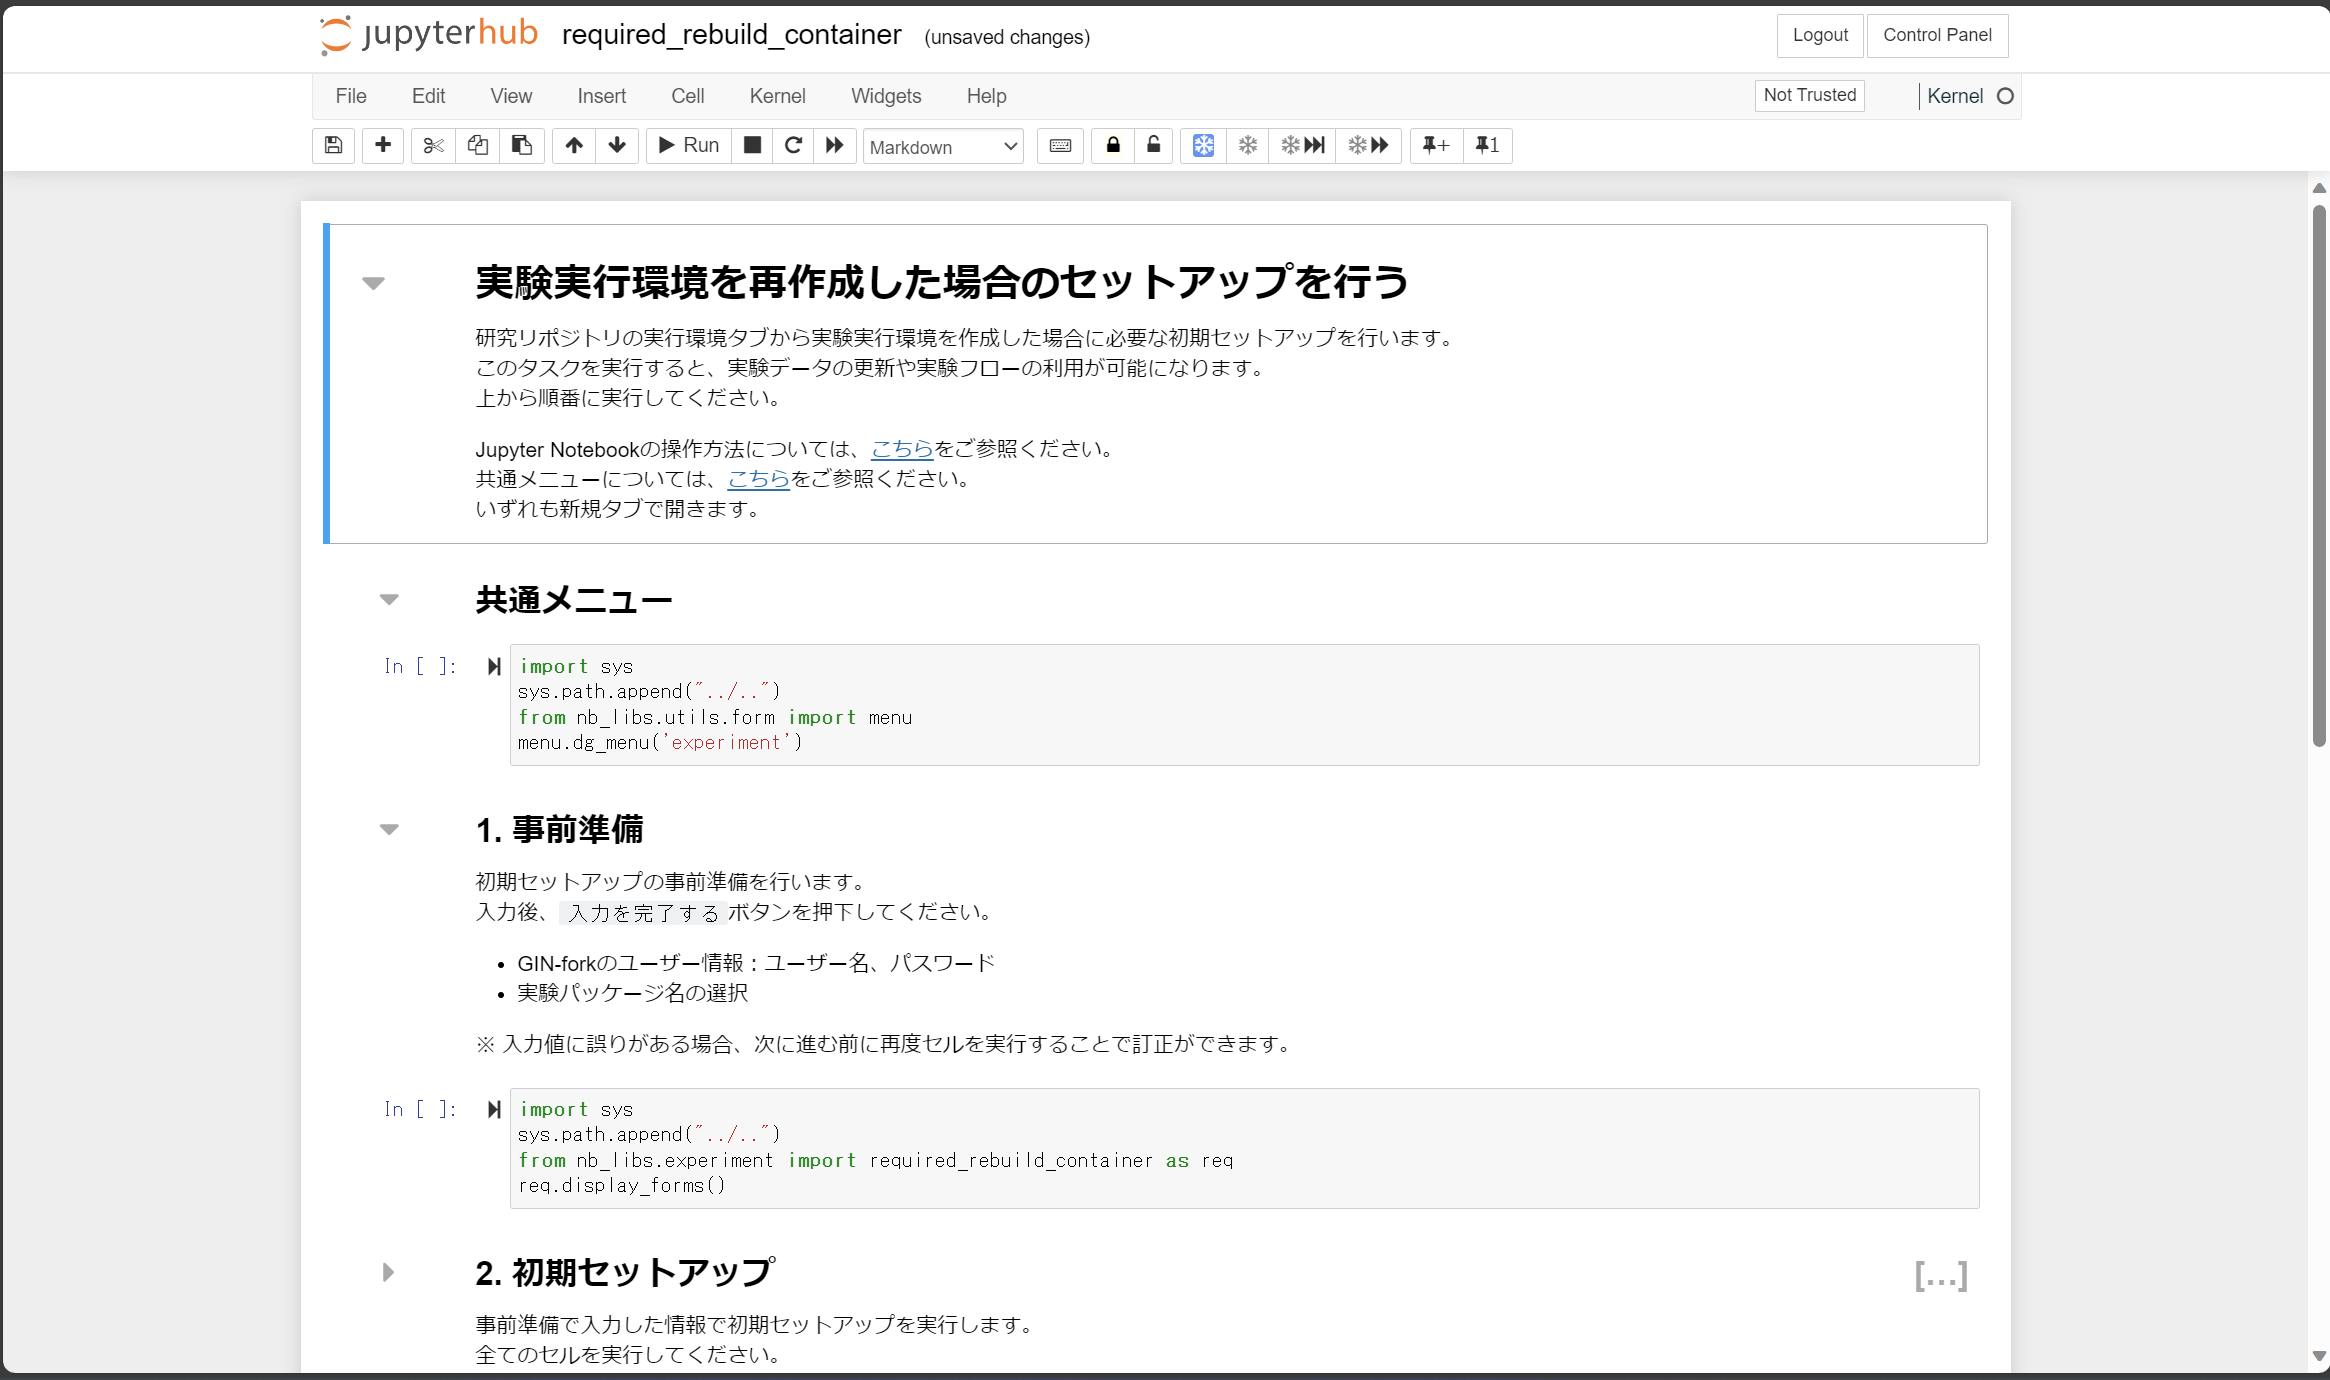 jupyterhub required_rebuild_container (unsaved changes) Logout Control Panel
File Edit View Insert Cell Kernel Widgets Help Not Trusted Kernel
Run Markdown + 1
実験実行環境を再作成した場合のセットアップを行う
研究リポジトリの実行環境タブから実験実行環境を作成した場合に必要な初期セットアップを行います。
このタスクを実行すると、実験データの更新や実験フローの利用が可能になります。
上から順番に実行してください。
Jupyter Notebookの操作方法については、こちらをご参照ください。
共通メニューについては、こちらをご参照ください。
いずれも新規タブで開きます。
共通メニュー
In [ ]: import sys
sys.path.append("../..")
from nb_libs.utils.form import menu
menu.dg_menu('experiment')
1. 事前準備
初期セットアップの事前準備を行います。
入力後、入力を完了するボタンを押下してください。
• GIN-forkのユーザー情報：ユーザー名、パスワード
• 実験パッケージ名の選択
※ 入力値に誤りがある場合、次に進む前に再度セルを実行することで訂正ができます。
In [ ]: import sys
sys.path.append("../..")
from nb_libs.experiment import required_rebuild_container as req
req.display_forms()
2. 初期セットアップ [...]
事前準備で入力した情報で初期セットアップを実行します。
全てのセルを実行してください。